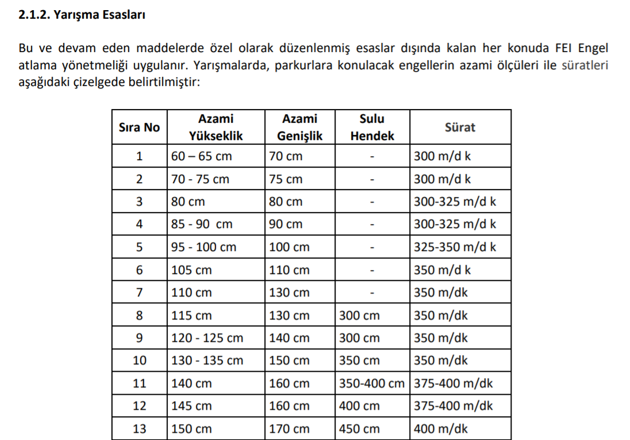 2.1.2. Yarışma Esasları
Bu ve devam eden maddelerde özel olarak düzenlenmiş esaslar dışında kalan her konuda FEI Engel
atlama yönetmeliği uygulanır. Yarışmalarda, parkurlara konulacak engellerin azami ölçüleri ile süratleri
aşağıdaki çizelgede belirtilmiştir:
Sıra No Azami Yükseklik Azami Genişlik Sulu Hendek Sürat
1 60 – 65 cm 70 cm - 300 m/d k
2 70 - 75 cm 75 cm - 300 m/d k
3 80 cm 80 cm - 300-325 m/d k
4 85 - 90 cm 90 cm - 300-325 m/d k
5 95 - 100 cm 100 cm - 325-350 m/d k
6 105 cm 110 cm - 350 m/d k
7 110 cm 130 cm - 350 m/dk
8 115 cm 130 cm 300 cm 350 m/dk
9 120 - 125 cm 140 cm 300 cm 350 m/dk
10 130 - 135 cm 150 cm 350 cm 350 m/dk
11 140 cm 160 cm 350-400 cm 375-400 m/dk
12 145 cm 160 cm 400 cm 375-400 m/dk
13 150 cm 170 cm 450 cm 400 m/dk